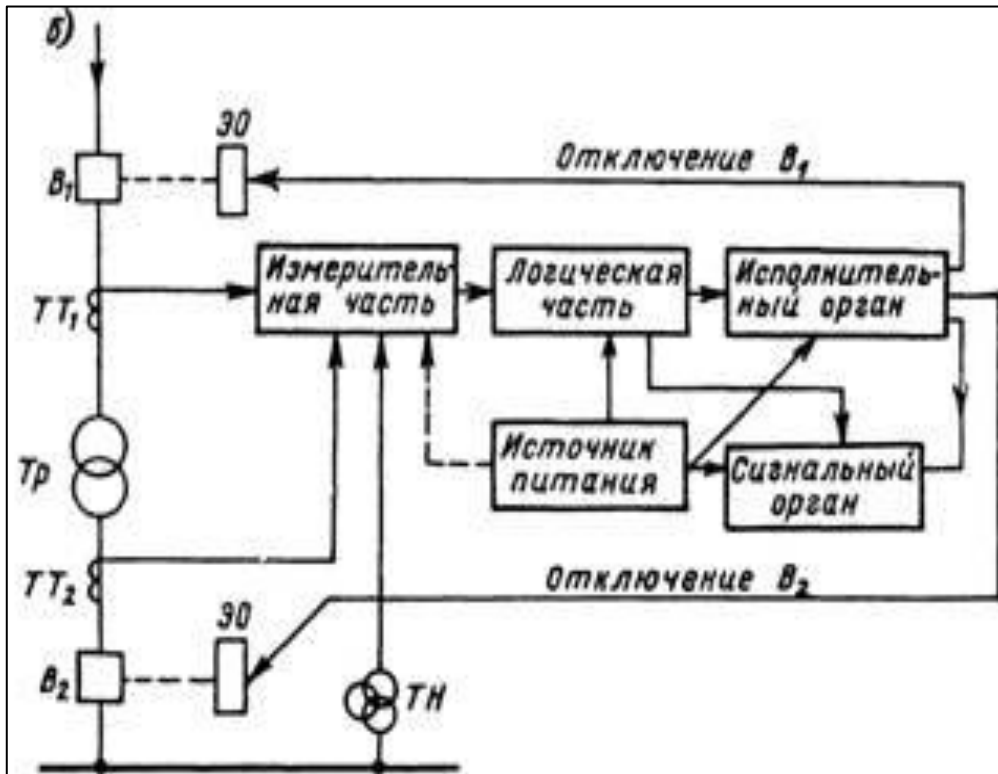 б)
ЭО
Отключение В₁
В₁
Измеритель-
ная часть
Логическая
часть
Исполнитель-
ный орган
ТТ₁
Источник
питания
Сигнальный
орган
Тр
ТТ₂
Отключение В₂
ЭО
В₂
ТН